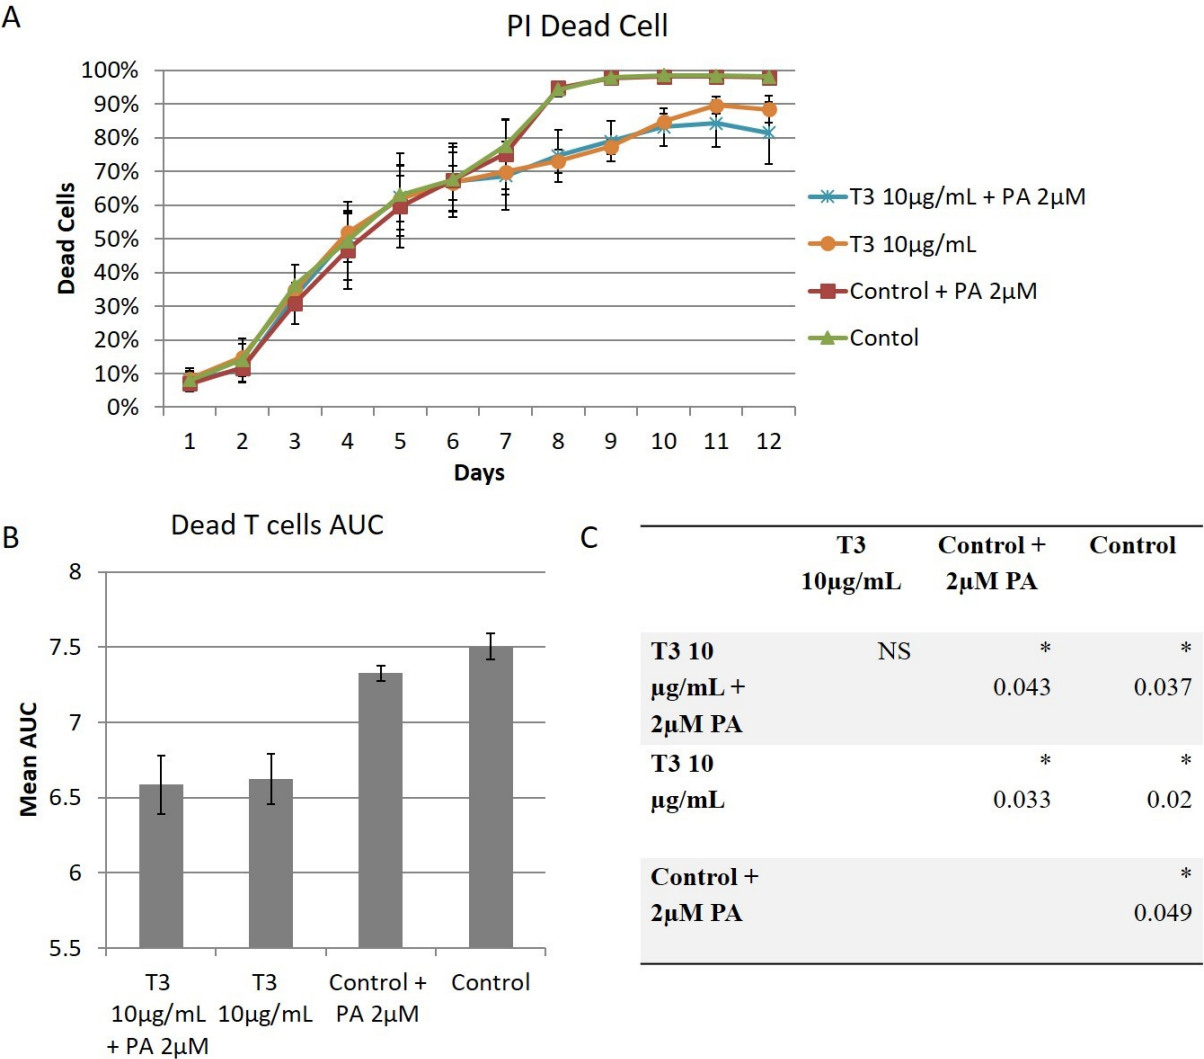 A
PI Dead Cell
100%
90%
80%
70%
60%
50%
40%
30%
20%
10%
0%
Dead Cells
1 2 3 4 5 6 7 8 9 10 11 12
Days
T3 10µg/mL + PA 2µM
T3 10µg/mL
Control + PA 2µM
Contol
B
Dead T cells AUC
8
7.5
7
6.5
6
5.5
Mean AUC
T3
10µg/mL
+ PA 2µM
T3
10µg/mL
Control +
PA 2µM
Control
C
T3
10µg/mL
Control +
2µM PA
Control
T3 10
µg/mL +
2µM PA
NS
*
0.043
*
0.037
T3 10
µg/mL
*
0.033
*
0.02
Control +
2µM PA
*
0.049